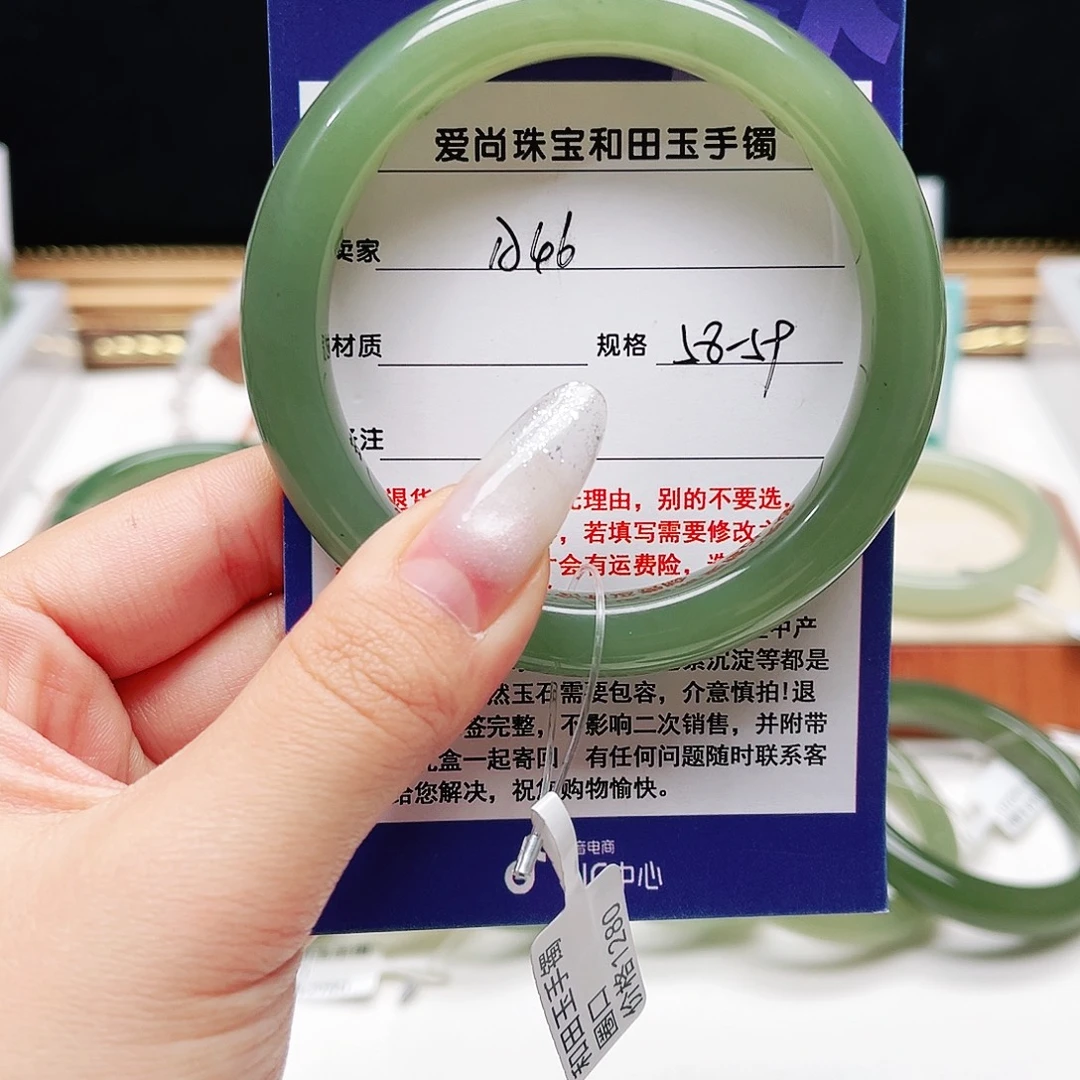 爱尚珠宝和田玉手镯
卖家
材质 规格 58-59
注
退货 理由，别的不要选，
，若填写需要修改
会有运费险，
中产
沉淀等都是
然玉石需要包容，介意慎拍！退
签完整，不影响二次销售，并附带
盒一起寄回 有任何问题随时联系客
给您解决，祝您购物愉快。
音电商
中心
和田玉手镯
圈口
价格1280